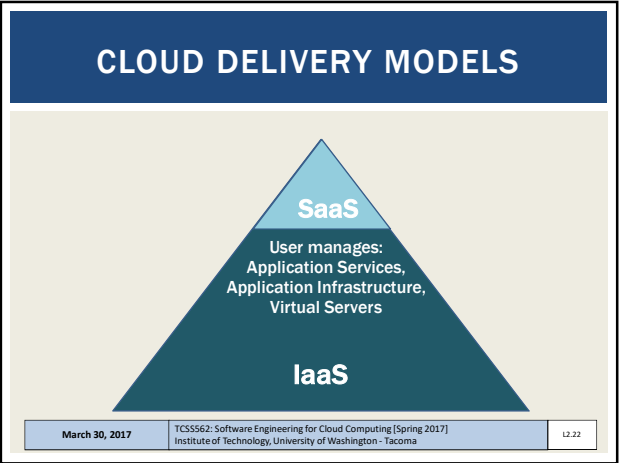 CLOUD DELIVERY MODELS
SaaS
User manages:
Application Services,
Application Infrastructure,
Virtual Servers
IaaS
March 30, 2017
TCSS562: Software Engineering for Cloud Computing [Spring 2017]
Institute of Technology, University of Washington - Tacoma
L2.22